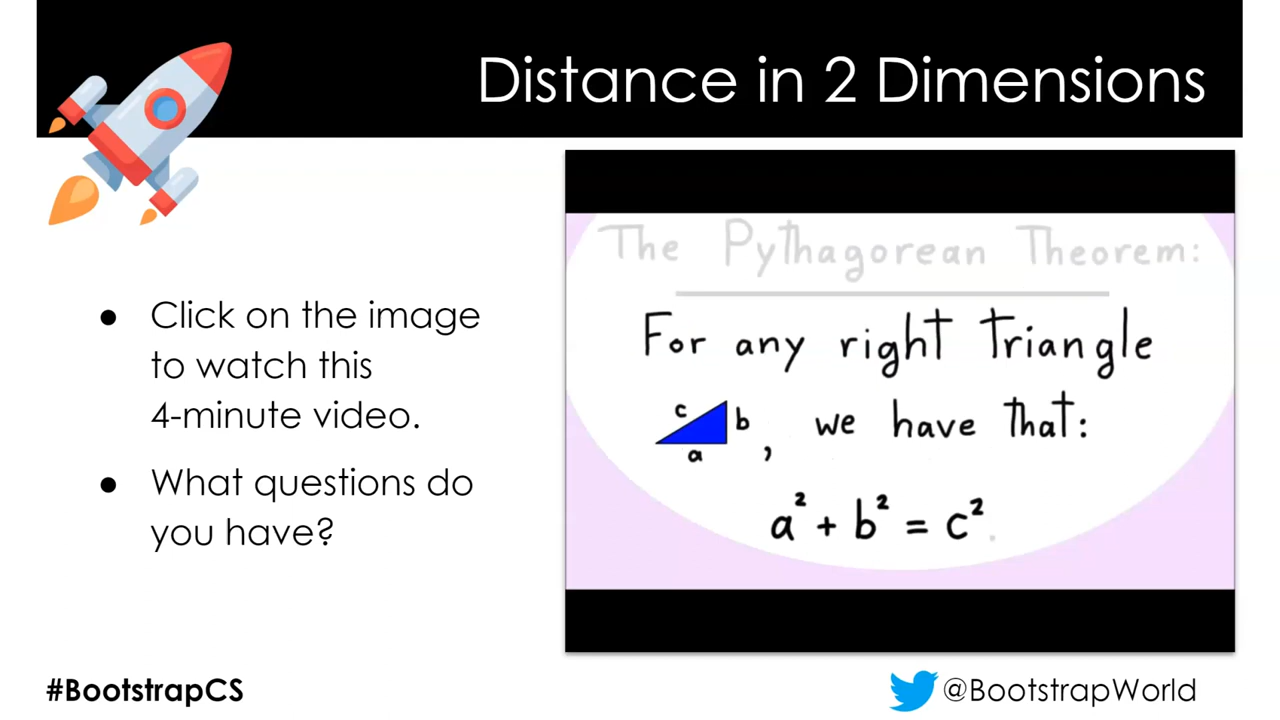 Distance in 2 Dimensions
● Click on the image
to watch this
4-minute video.
● What questions do
you have?
The Pythagorean Theorem:
For any right triangle
c
b
a
, we have that:
a² + b² = c².
#BootstrapCS
@BootstrapWorld